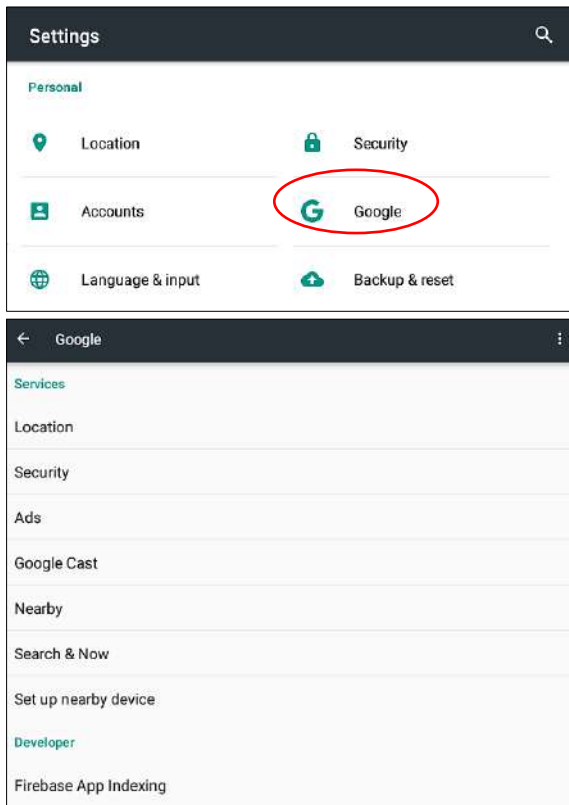 Settings
Personal
Location
Security
Accounts
Google
Language & input
Backup & reset
Google
Services
Location
Security
Ads
Google Cast
Nearby
Search & Now
Set up nearby device
Developer
Firebase App Indexing